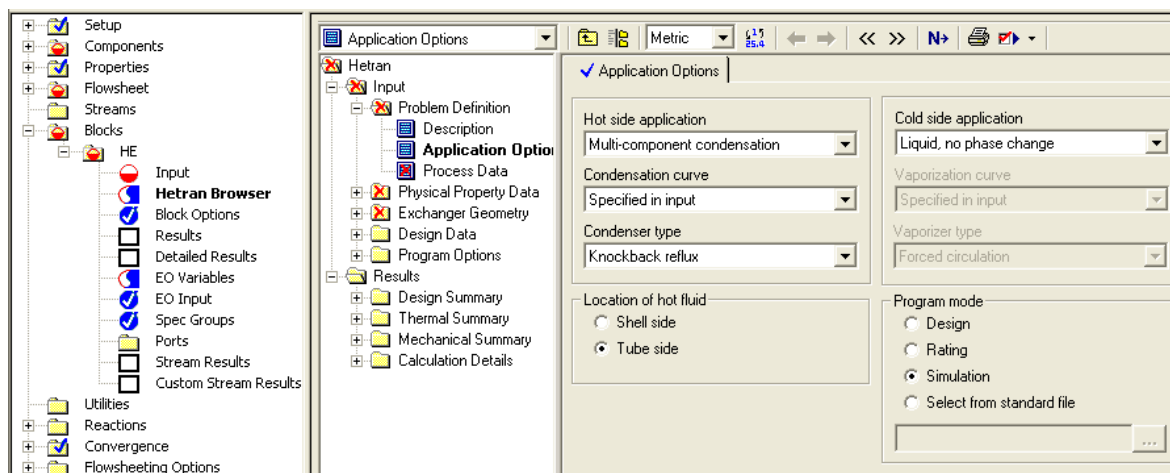 Setup
Components
Properties
Flowsheet
Streams
Blocks
HE
Input
Hetran Browser
Block Options
Results
Detailed Results
EO Variables
EO Input
Spec Groups
Ports
Stream Results
Custom Stream Results
Utilities
Reactions
Convergence
Flowsheeting Options
Application Options
Metric
N→
Hetran
Input
Problem Definition
Description
Application Optio
Process Data
Physical Property Data
Exchanger Geometry
Design Data
Program Options
Results
Design Summary
Thermal Summary
Mechanical Summary
Calculation Details
Application Options
Hot side application
Multi-component condensation
Condensation curve
Specified in input
Condenser type
Knockback reflux
Location of hot fluid
Shell side
Tube side
Cold side application
Liquid, no phase change
Vaporization curve
Specified in input
Vaporizer type
Forced circulation
Program mode
Design
Rating
Simulation
Select from standard file
...